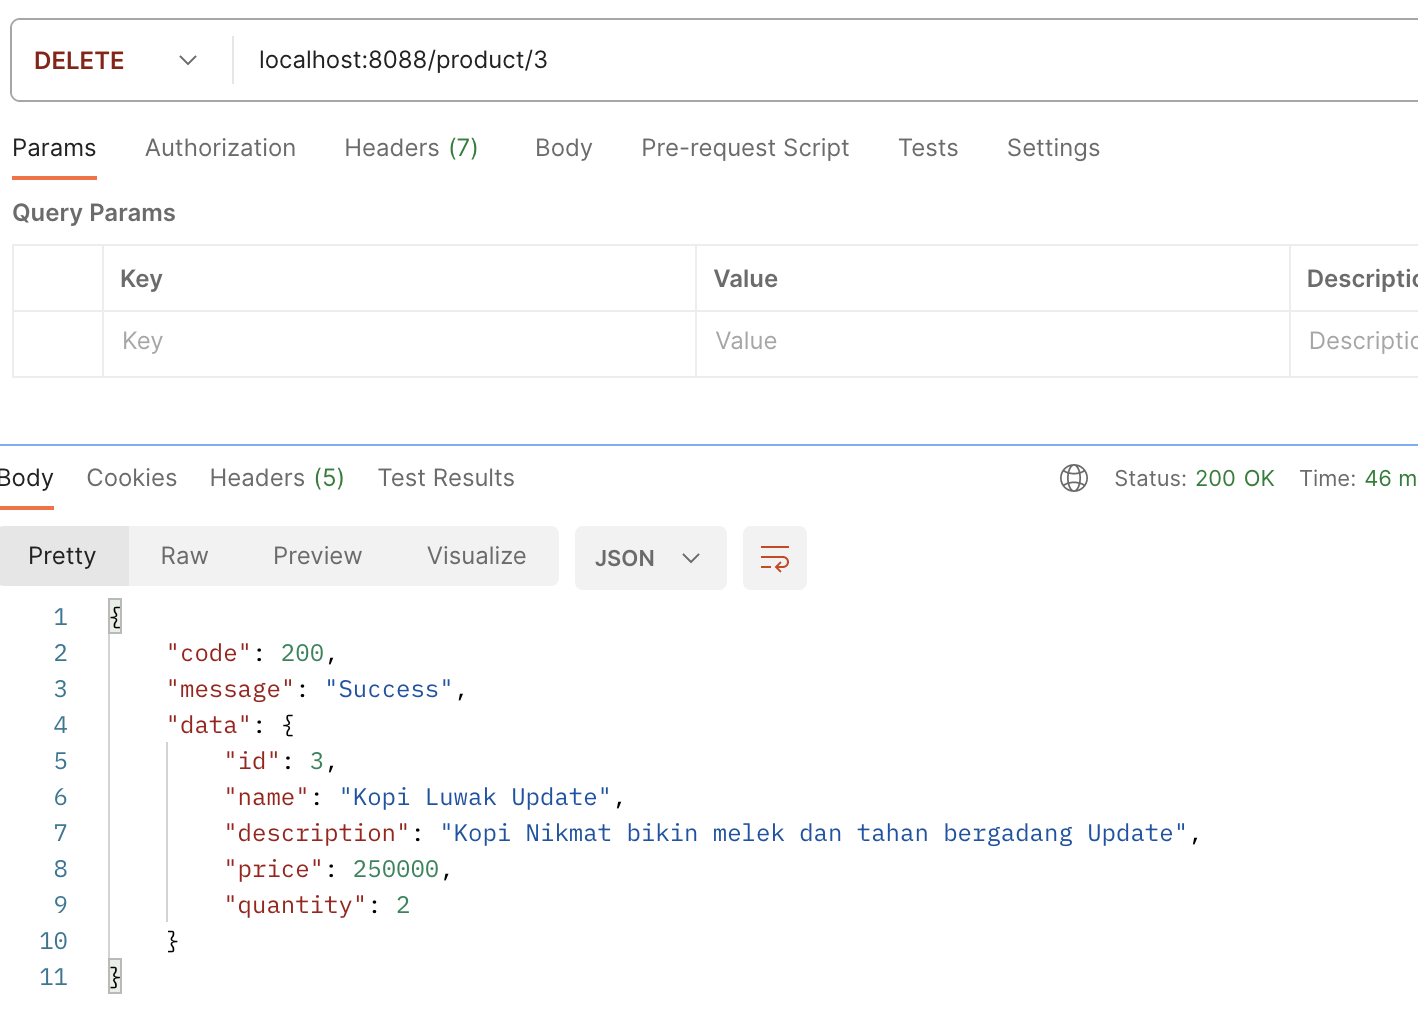 DELETE localhost:8088/product/3
Params Authorization Headers (7) Body Pre-request Script Tests Settings
Query Params
Key Value Descriptio
Key Value Descriptio
Body Cookies Headers (5) Test Results Status: 200 OK Time: 46 m
Pretty Raw Preview Visualize JSON
1 {
2 "code": 200,
3 "message": "Success",
4 "data": {
5 "id": 3,
6 "name": "Kopi Luwak Update",
7 "description": "Kopi Nikmat bikin melek dan tahan bergadang Update",
8 "price": 250000,
9 "quantity": 2
10 }
11 }